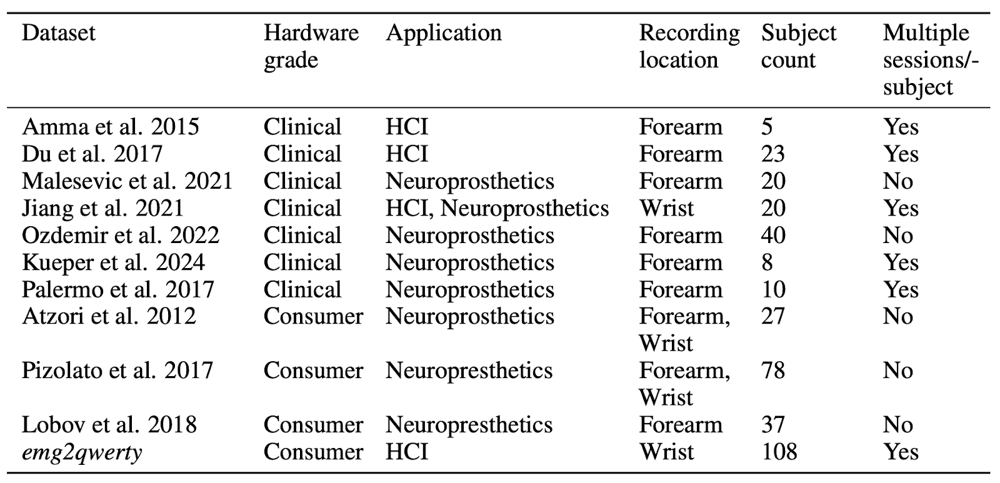 Dataset Hardware Application Recording Subject Multiple
grade location count sessions/-
subject
Amma et al. 2015 Clinical HCI Forearm 5 Yes
Du et al. 2017 Clinical HCI Forearm 23 Yes
Malesevic et al. 2021 Clinical Neuroprosthetics Forearm 20 No
Jiang et al. 2021 Clinical HCI, Neuroprosthetics Wrist 20 Yes
Ozdemir et al. 2022 Clinical Neuroprosthetics Forearm 40 No
Kueper et al. 2024 Clinical Neuroprosthetics Forearm 8 Yes
Palermo et al. 2017 Clinical Neuroprosthetics Forearm 10 Yes
Atzori et al. 2012 Consumer Neuroprosthetics Forearm, 27 No
Wrist
Pizolato et al. 2017 Consumer Neuropresthetics Forearm, 78 No
Wrist
Lobov et al. 2018 Consumer Neuropresthetics Forearm 37 No
emg2qwerty Consumer HCI Wrist 108 Yes